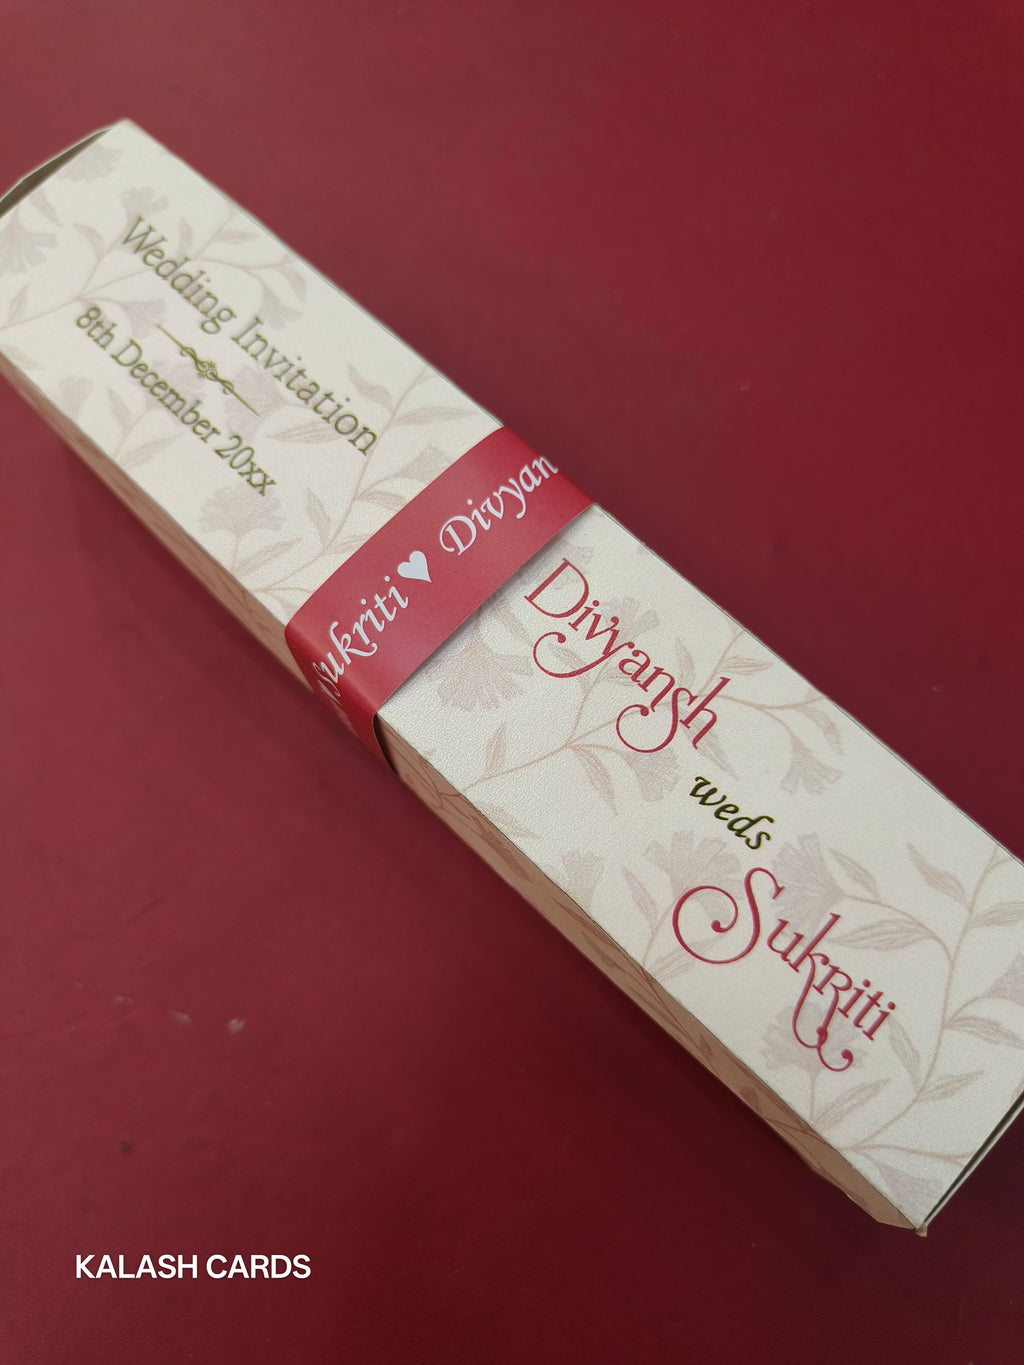 Wedding Invitation
8th December 20xx
Sukriti♥ Divyan
Divyansh
weds
Sukriti
KALASH CARDS